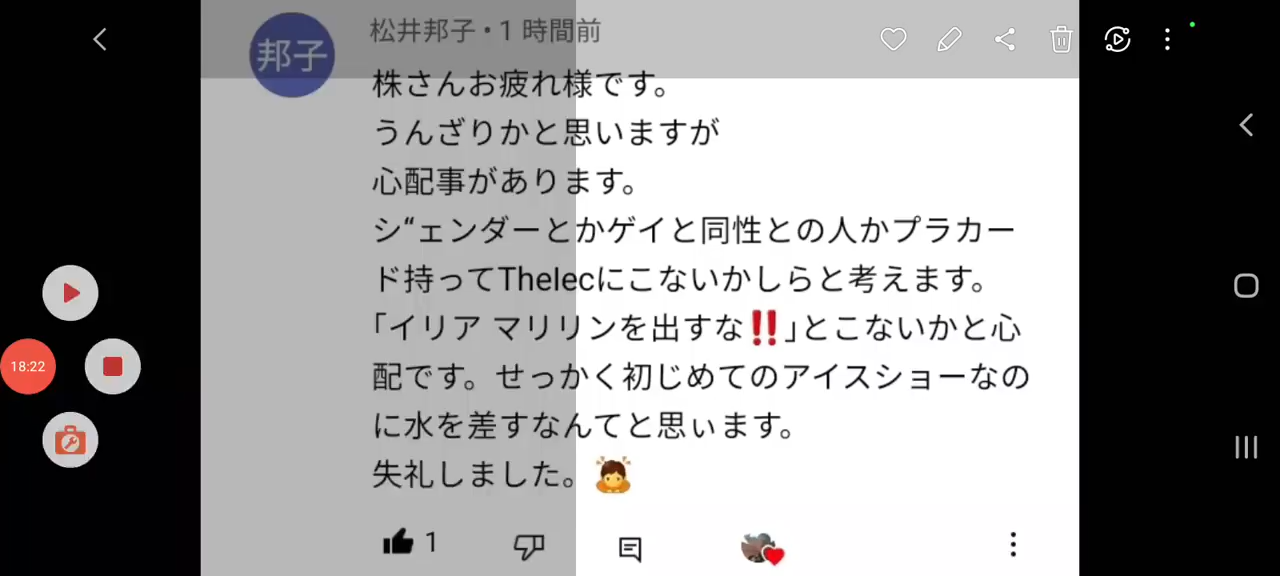 邦子
松井邦子・1 時間前
株さんお疲れ様です。
うんざりかと思いますが
心配事があります。
シ“ェンダーとかゲイと同性との人かプラカー
ド持ってThelecにこないかしらと考えます。
「イリア マリリンを出すな‼️」とこないかと心
配です。せっかく初じめてのアイスショーなの
に水を差すなんてと思ぃます。
失礼しました。🙇
1
18:22